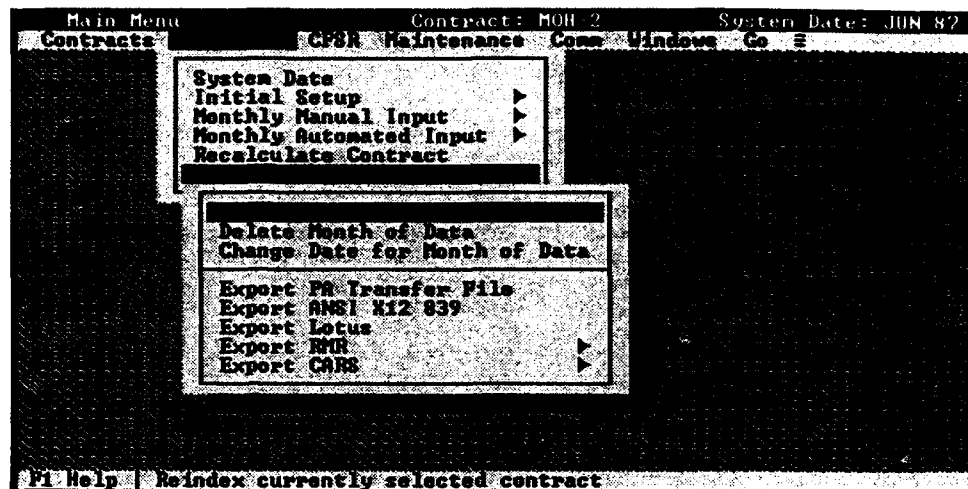 Main Menu Contract: MOH-2 System Date: JUN 87
Contracts CPSR Maintenance Comm Windows Go ≡
System Date
Initial Setup ►
Monthly Manual Input ►
Monthly Automated Input ►
Recalculate Contract
Delete Month of Data
Change Date for Month of Data
Export PA Transfer File
Export ANSI X12 839
Export Lotus
Export RMR ►
Export CARS ►
F1 Help Reindex currently selected contract